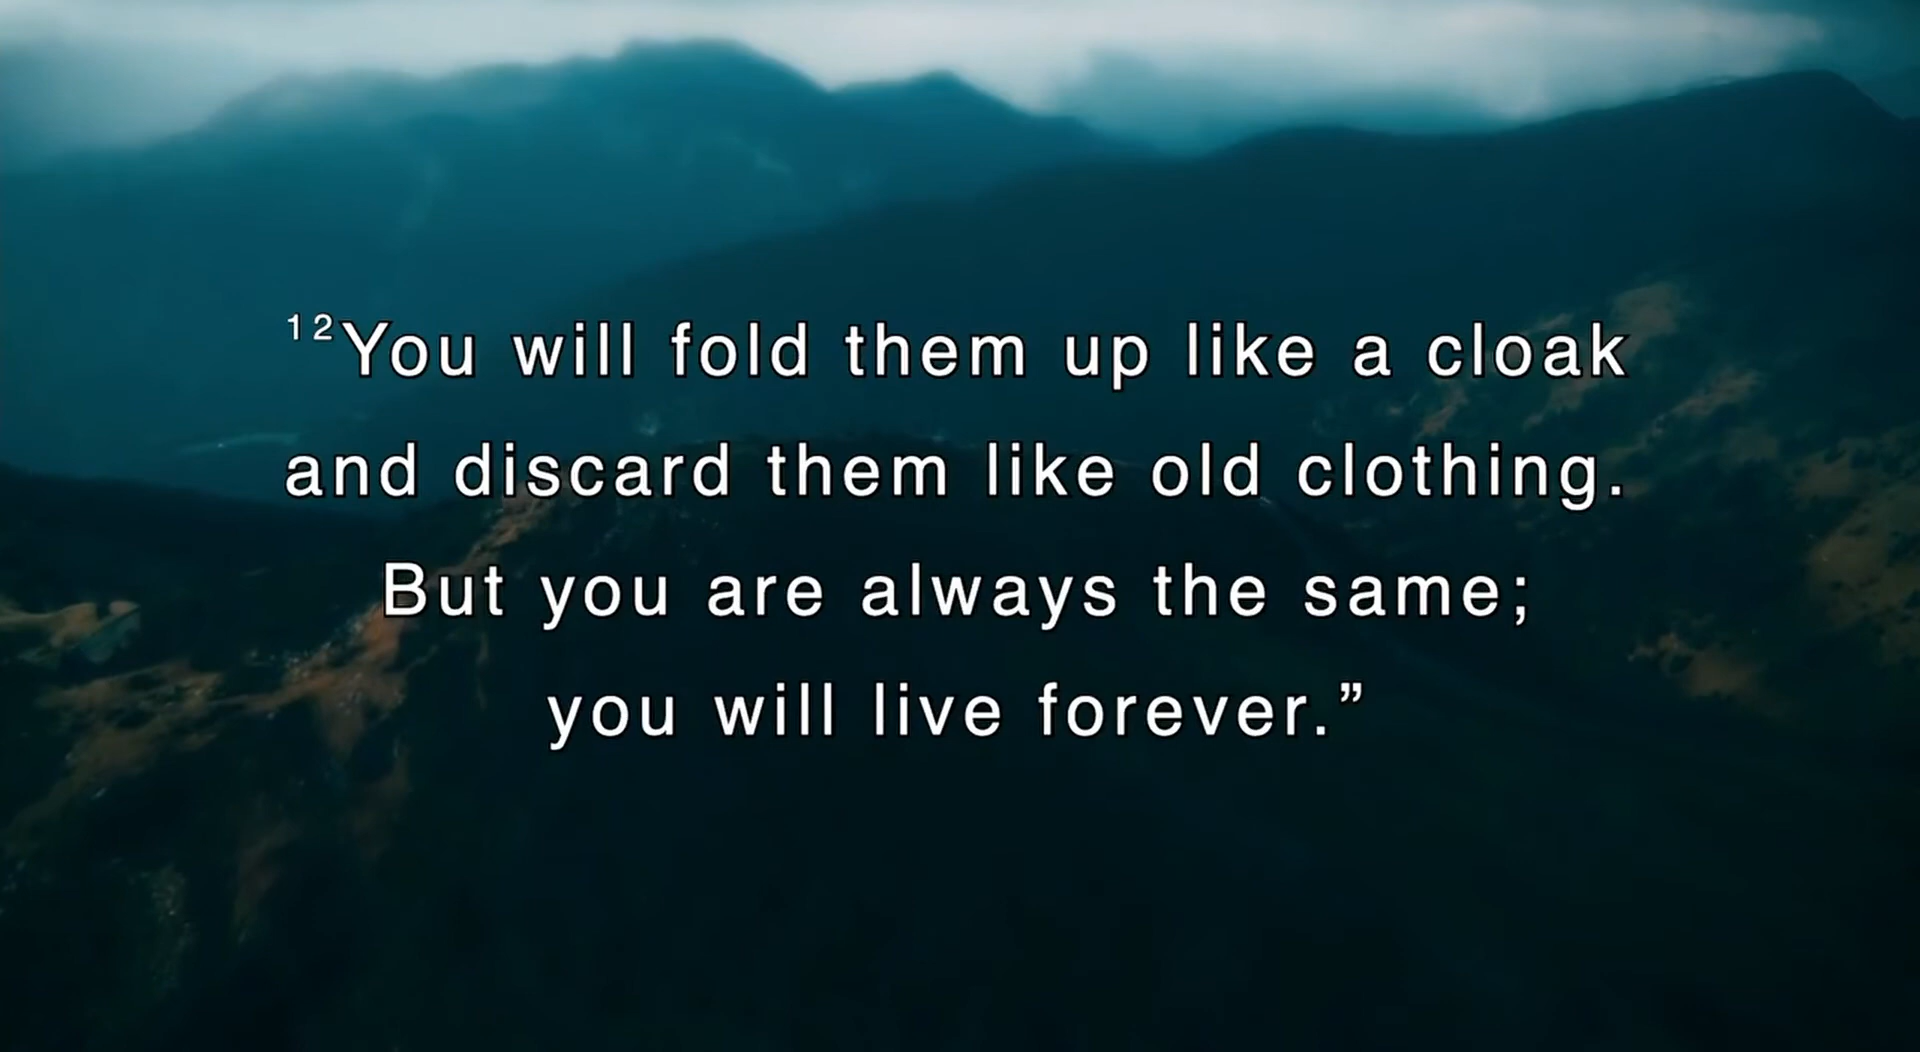 ¹²You will fold them up like a cloak
and discard them like old clothing.
But you are always the same;
you will live forever.”